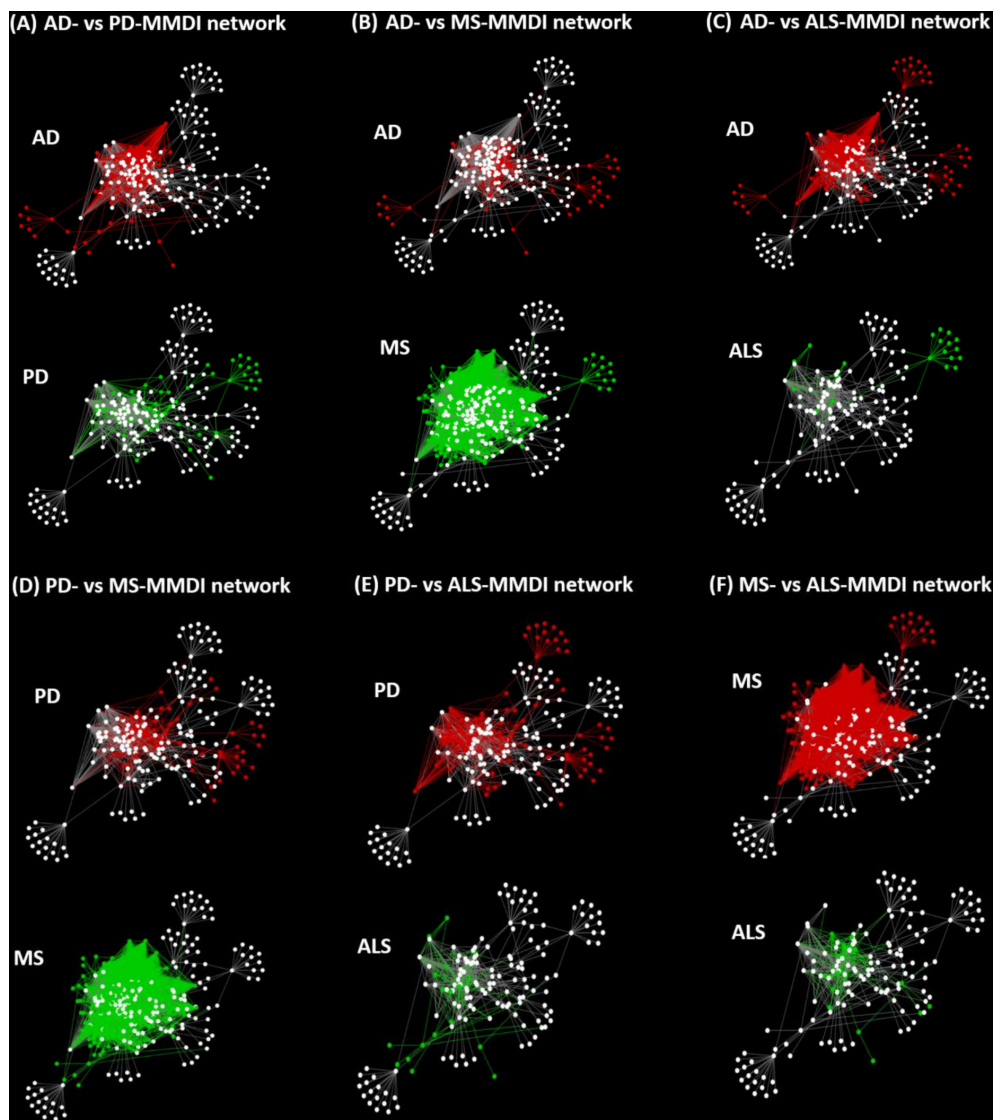 (A) AD- vs PD-MMDI network
(B) AD- vs MS-MMDI network
(C) AD- vs ALS-MMDI network
AD
AD
AD
PD
MS
ALS
(D) PD- vs MS-MMDI network
(E) PD- vs ALS-MMDI network
(F) MS- vs ALS-MMDI network
PD
PD
MS
MS
ALS
ALS